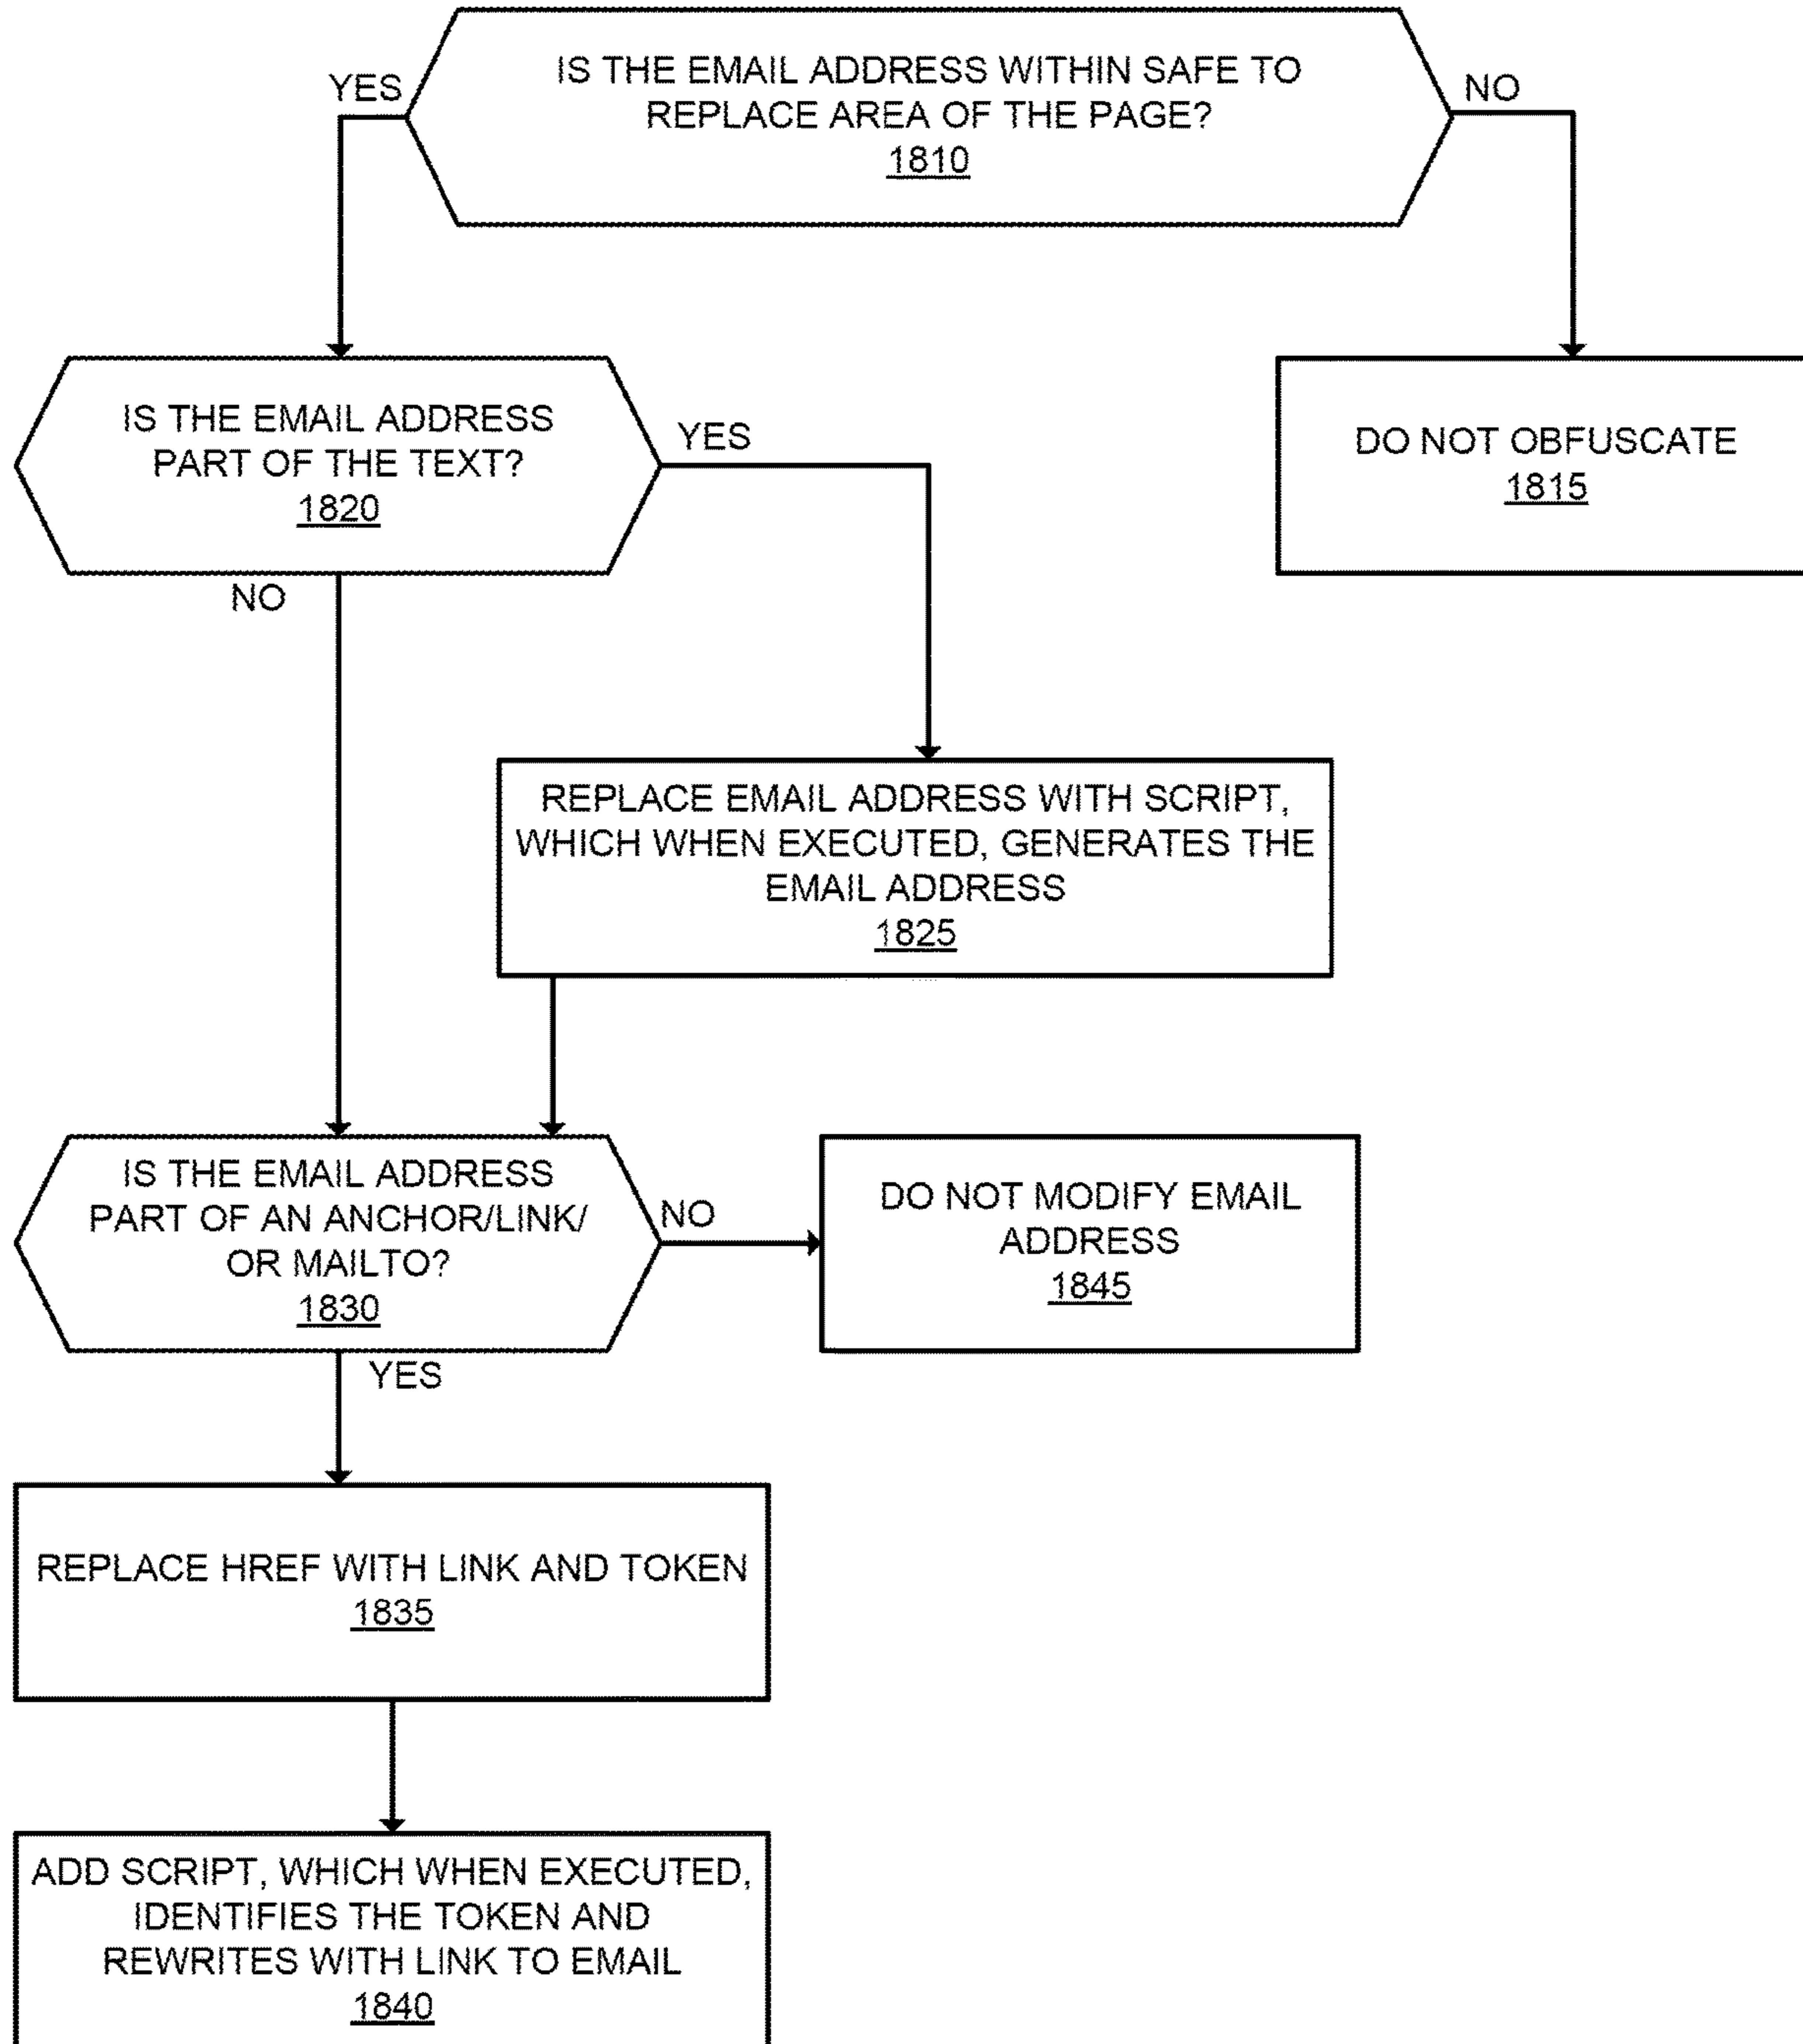 IS THE EMAIL ADDRESS WITHIN SAFE TO
REPLACE AREA OF THE PAGE?
1810
YES
NO
IS THE EMAIL ADDRESS
PART OF THE TEXT?
1820
YES
NO
DO NOT OBFUSCATE
1815
REPLACE EMAIL ADDRESS WITH SCRIPT,
WHICH WHEN EXECUTED, GENERATES THE
EMAIL ADDRESS
1825
IS THE EMAIL ADDRESS
PART OF AN ANCHOR/LINK/
OR MAILTO?
1830
NO
YES
DO NOT MODIFY EMAIL
ADDRESS
1845
REPLACE HREF WITH LINK AND TOKEN
1835
ADD SCRIPT, WHICH WHEN EXECUTED,
IDENTIFIES THE TOKEN AND
REWRITES WITH LINK TO EMAIL
1840